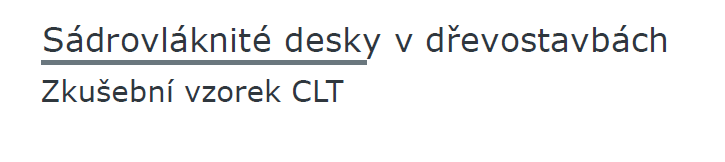 Sádrovláknité desky v dřevostavbách
Zkušební vzorek CLT